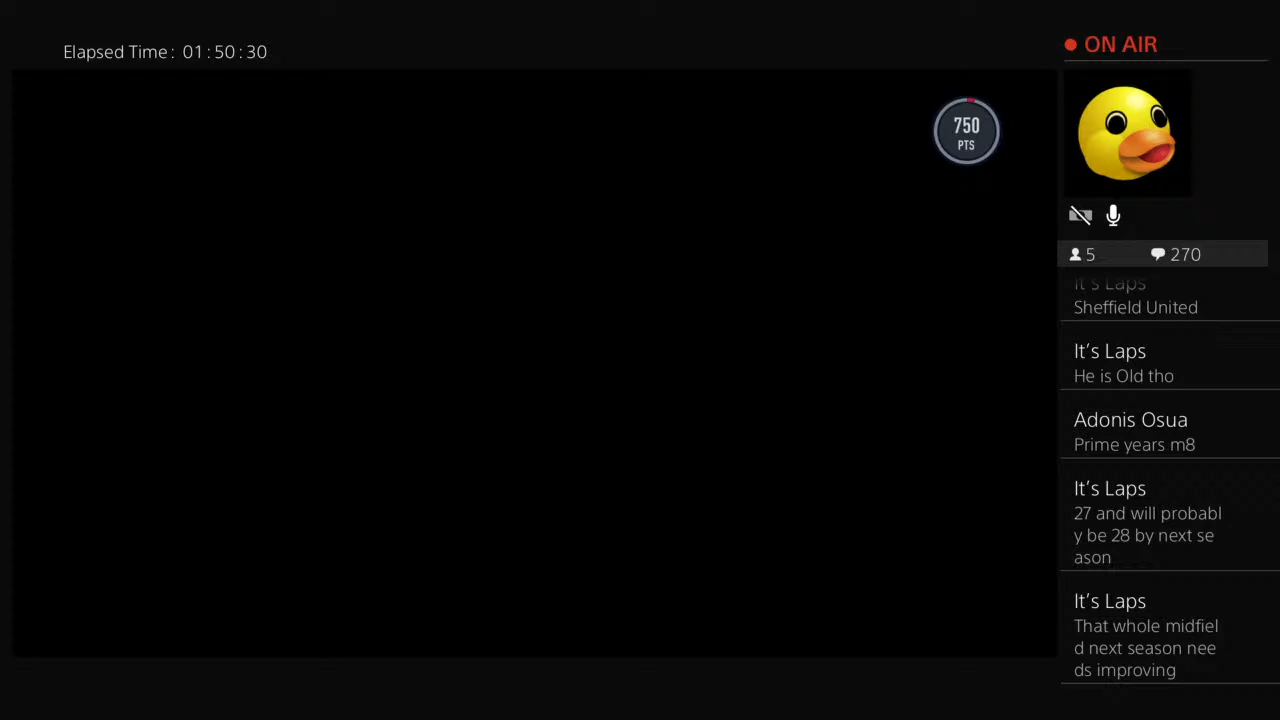 Elapsed Time: 01:50:30
ON AIR
750
PTS
5
270
It's Laps
Sheffield United
It's Laps
He is Old tho
Adonis Osua
Prime years m8
It's Laps
27 and will probabl
y be 28 by next se
ason
It's Laps
That whole midfiel
d next season nee
ds improving